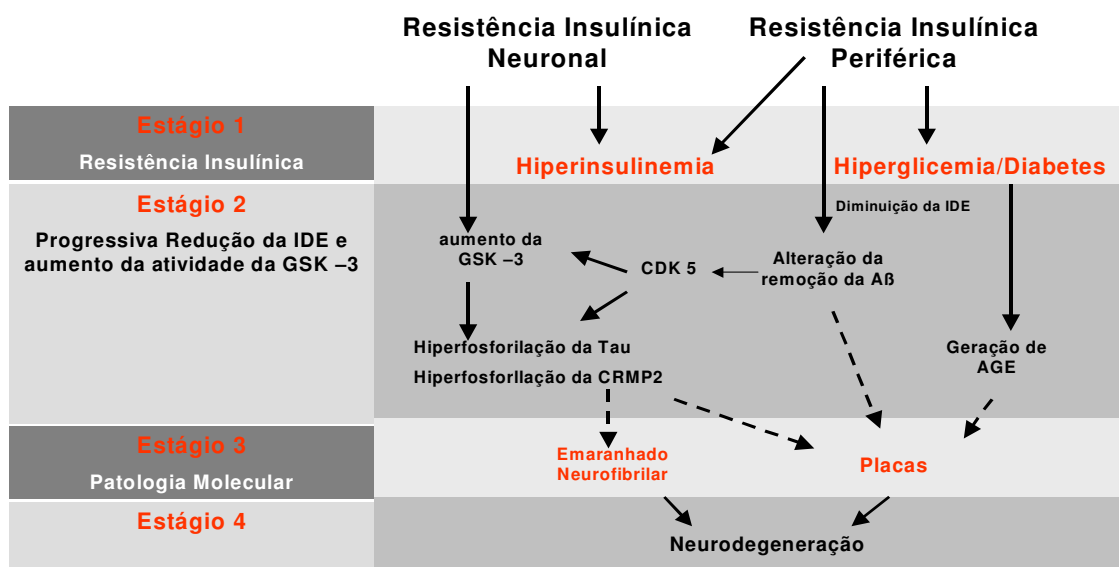 Resistência Insulínica
Neuronal
Resistência Insulínica
Periférica
Estágio 1
Resistência Insulínica
Hiperinsulinemia
Hiperglicemia/Diabetes
Estágio 2
Progressiva Redução da IDE e
aumento da atividade da GSK –3
Diminuição da IDE
aumento da
GSK –3
CDK 5
Alteração da
remoção da Aß
Hiperfosforilação da Tau
Hiperfosforllação da CRMP2
Geração de
AGE
Estágio 3
Patologia Molecular
Emaranhado
Neurofibrilar
Placas
Estágio 4
Neurodegeneração